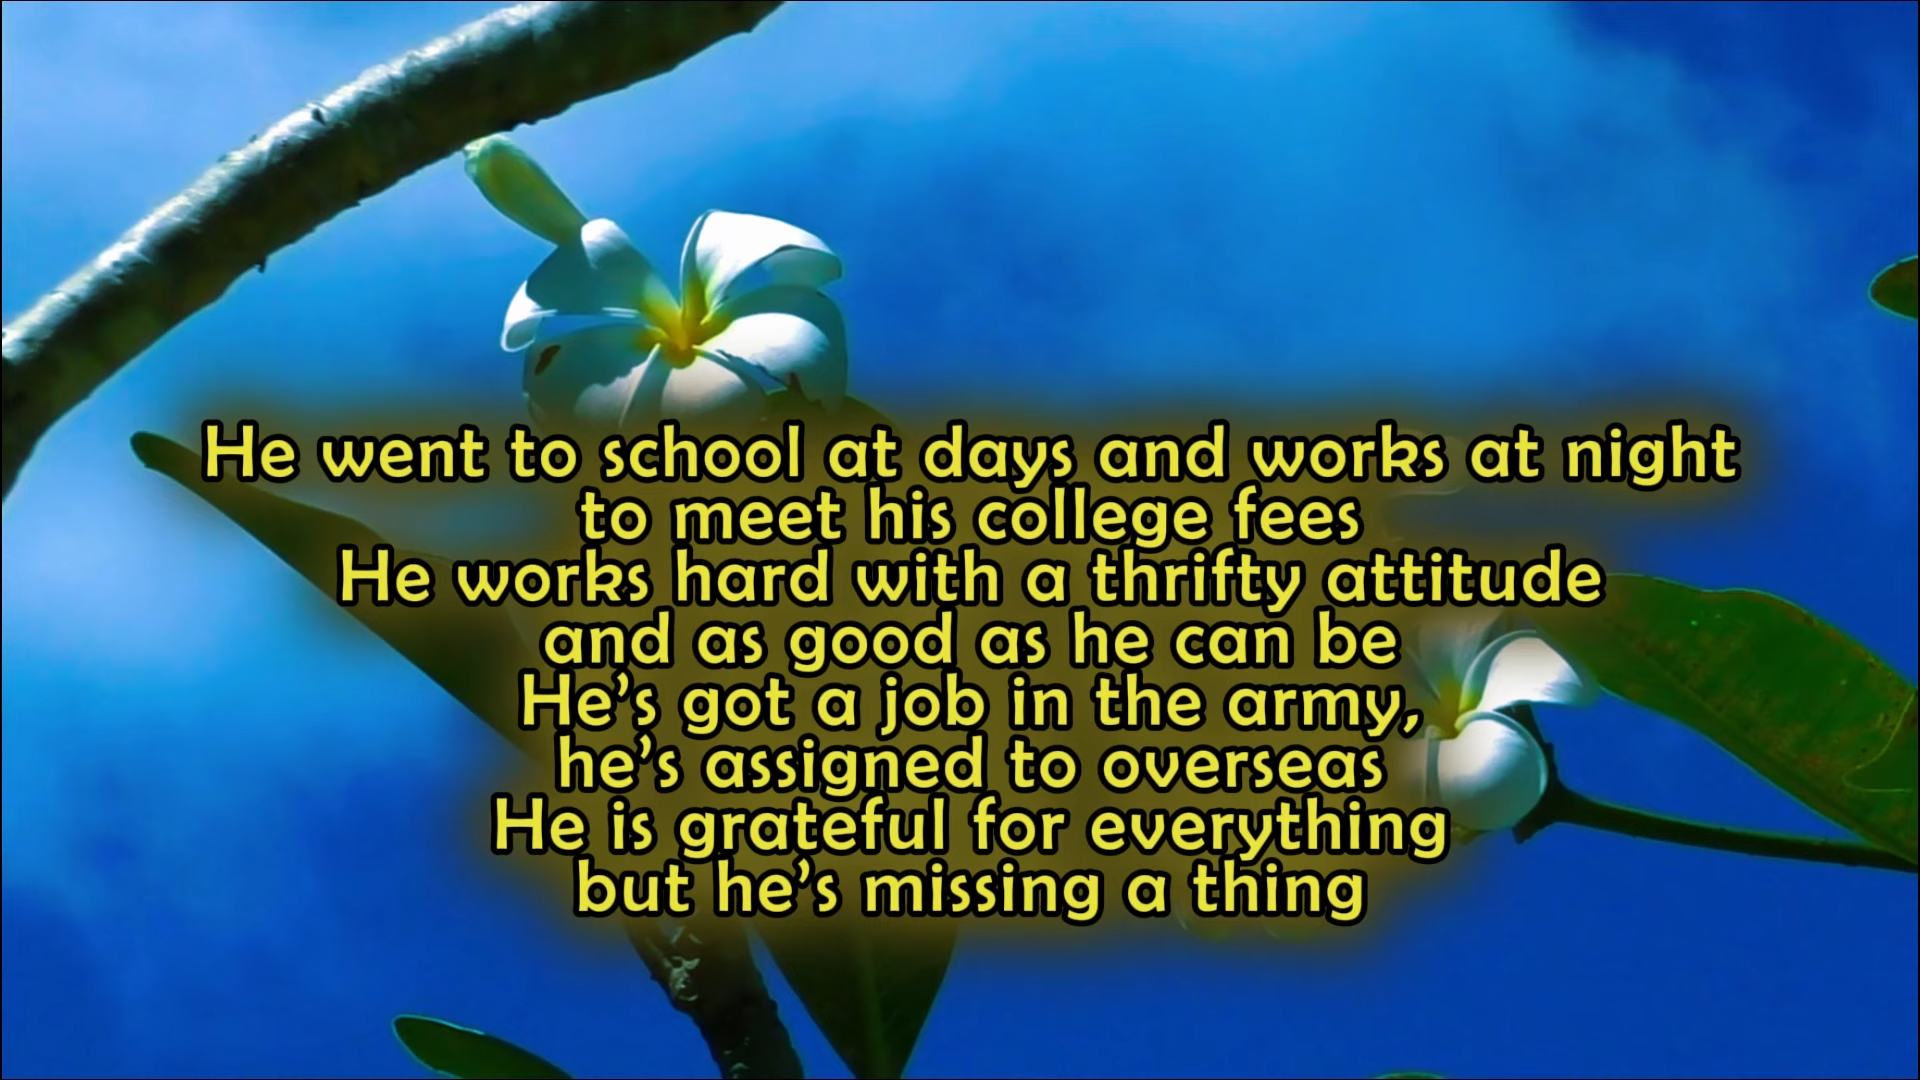 He went to school at days and works at night
to meet his college fees
He works hard with a thrifty attitude
and as good as he can be
He’s got a job in the army,
he’s assigned to overseas
He is grateful for everything
but he’s missing a thing